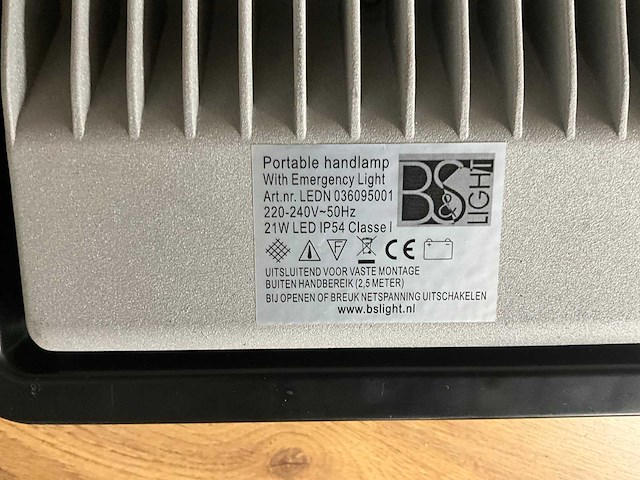 Portable handlamp
With Emergency Light
Art.nr. LEDN 036095001
220-240V~50Hz
21W LED IP54 Classe I
B&S LIGHT
F CE
UITSLUITEND VOOR VASTE MONTAGE
BUITEN HANDBEREIK (2,5 METER)
BIJ OPENEN OF BREUK NETSPANNING UITSCHAKELEN
www.bslight.nl